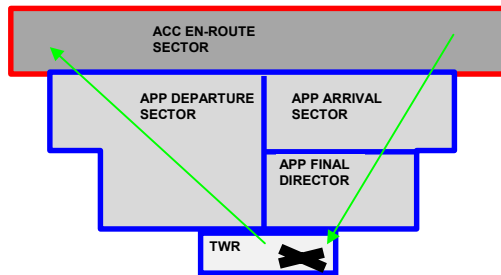 ACC EN-ROUTE
SECTOR
APP DEPARTURE
SECTOR
APP ARRIVAL
SECTOR
APP FINAL
DIRECTOR
TWR